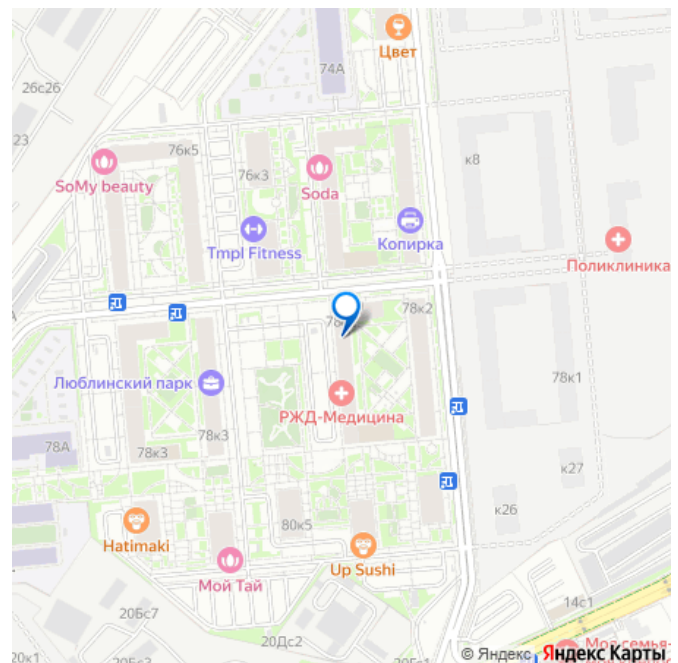 Цвет
74А
26с26
23
76к5
к8
76к3
SoMy beauty
Soda
Tmpl Fitness
Копирка
Поликлиника
78к2
Люблинский парк
78к1
РЖД-Медицина
78А
78к3
78к3
к27
80к5
к26
Hatimaki
Up Sushi
Мой Тай
14с1
20Бс7
20Дс2
20к1
© Яндекс Яндекс Карты